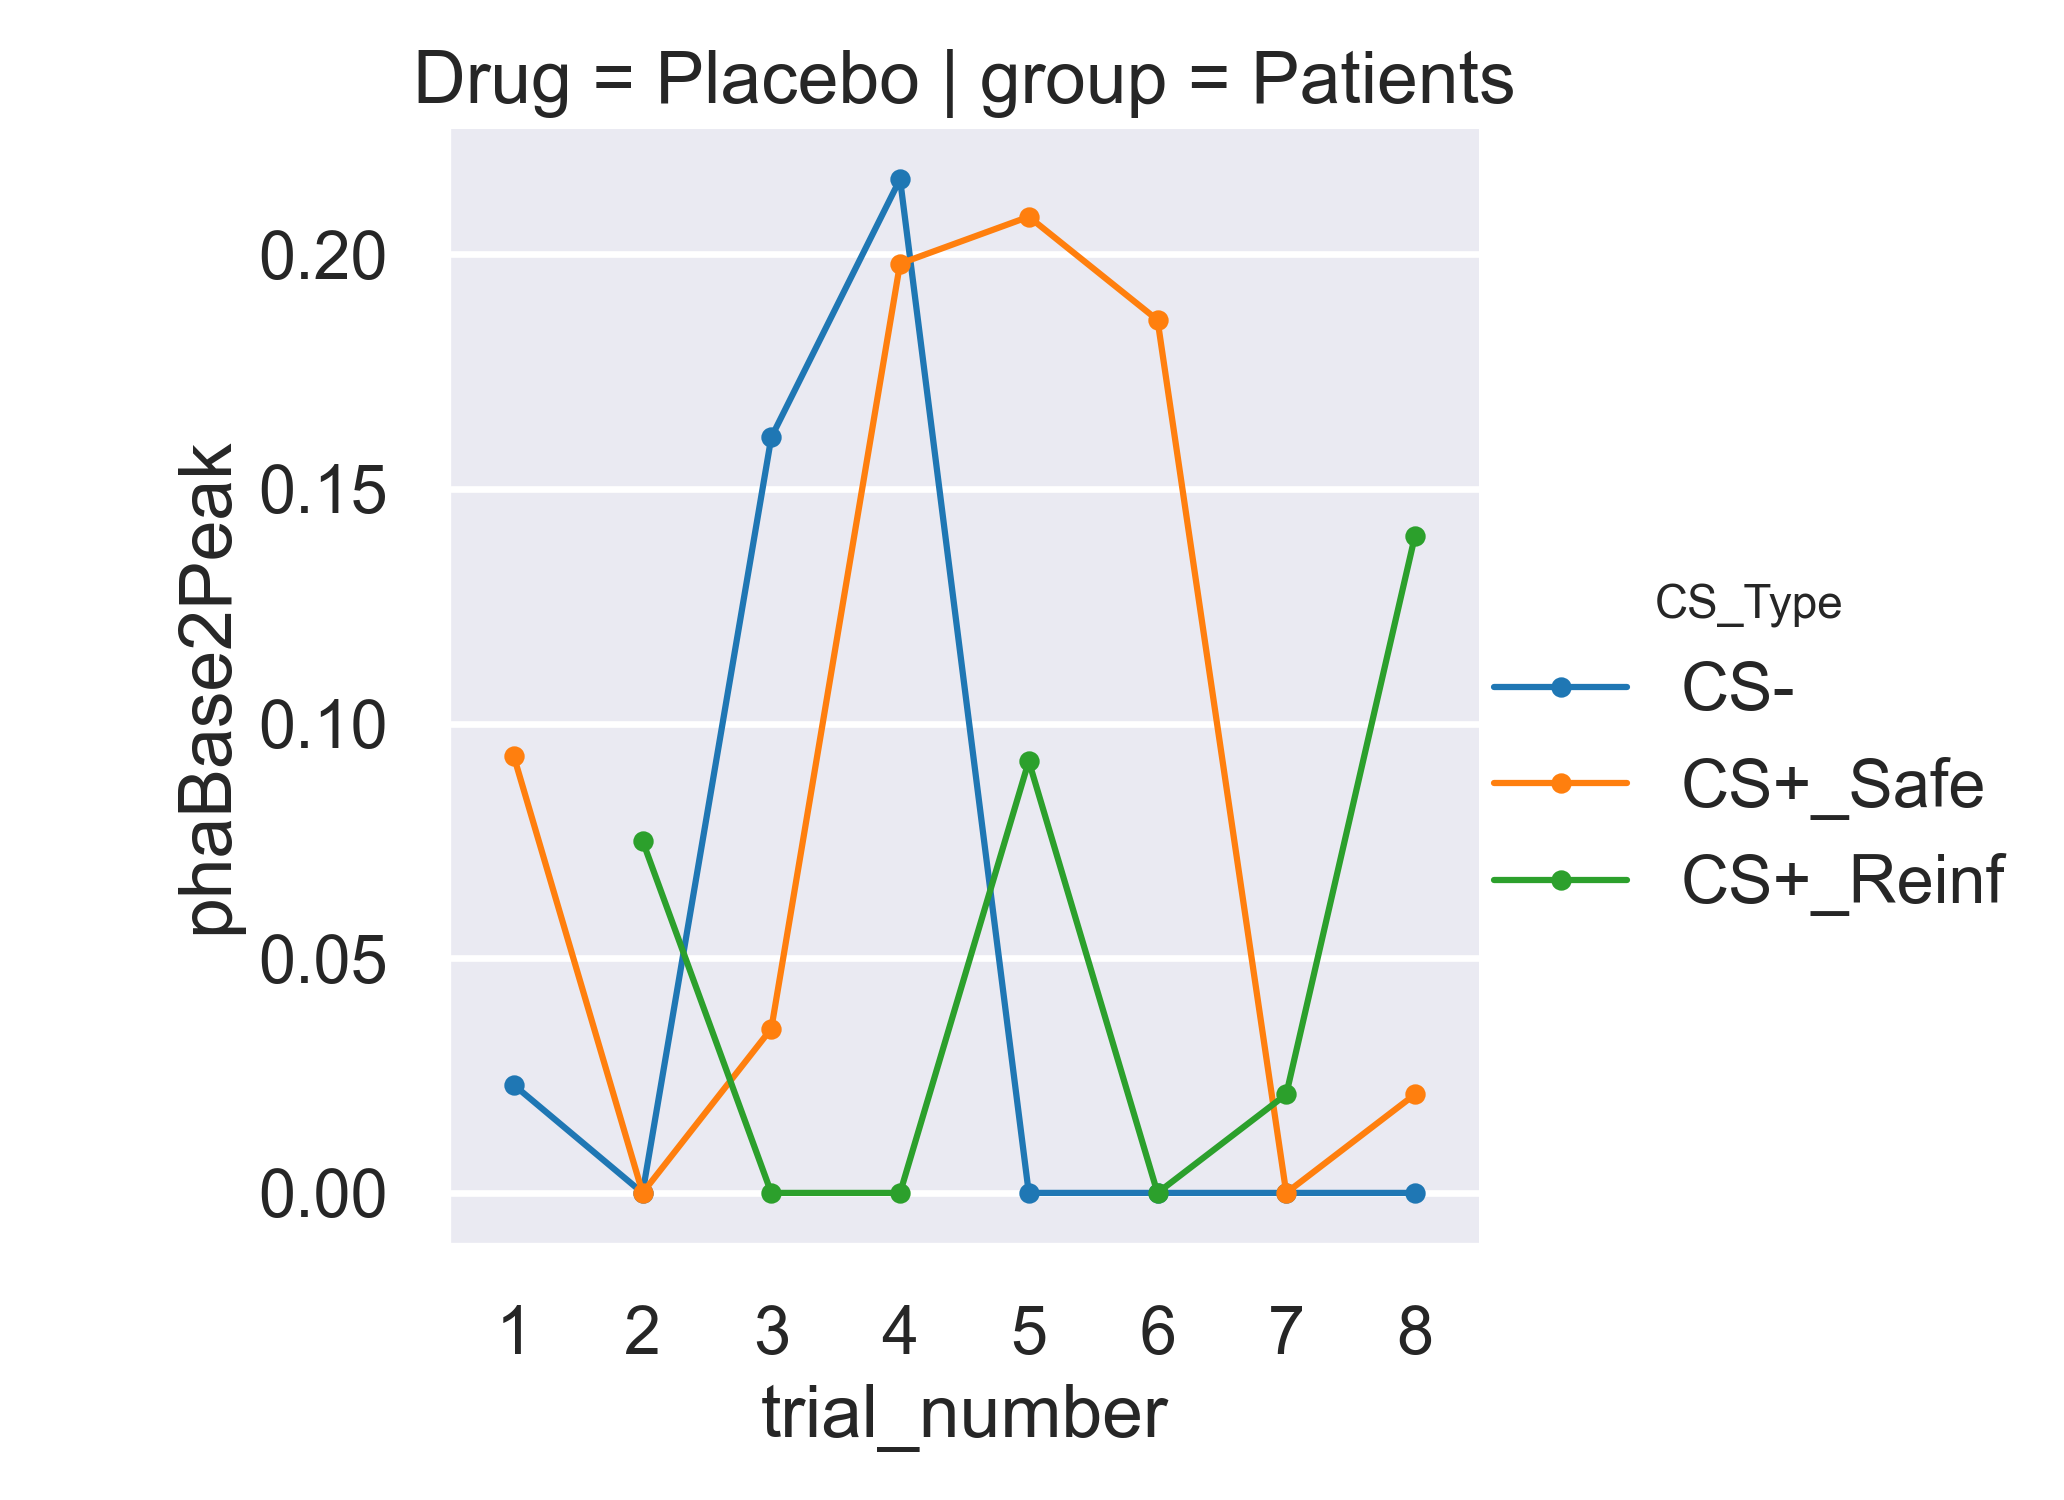 Drug = Placebo | group = Patients
phaBase2Peak
0.20
0.15
0.10
0.05
0.00
1 2 3 4 5 6 7 8
trial_number
CS_Type
CS-
CS+_Safe
CS+_Reinf